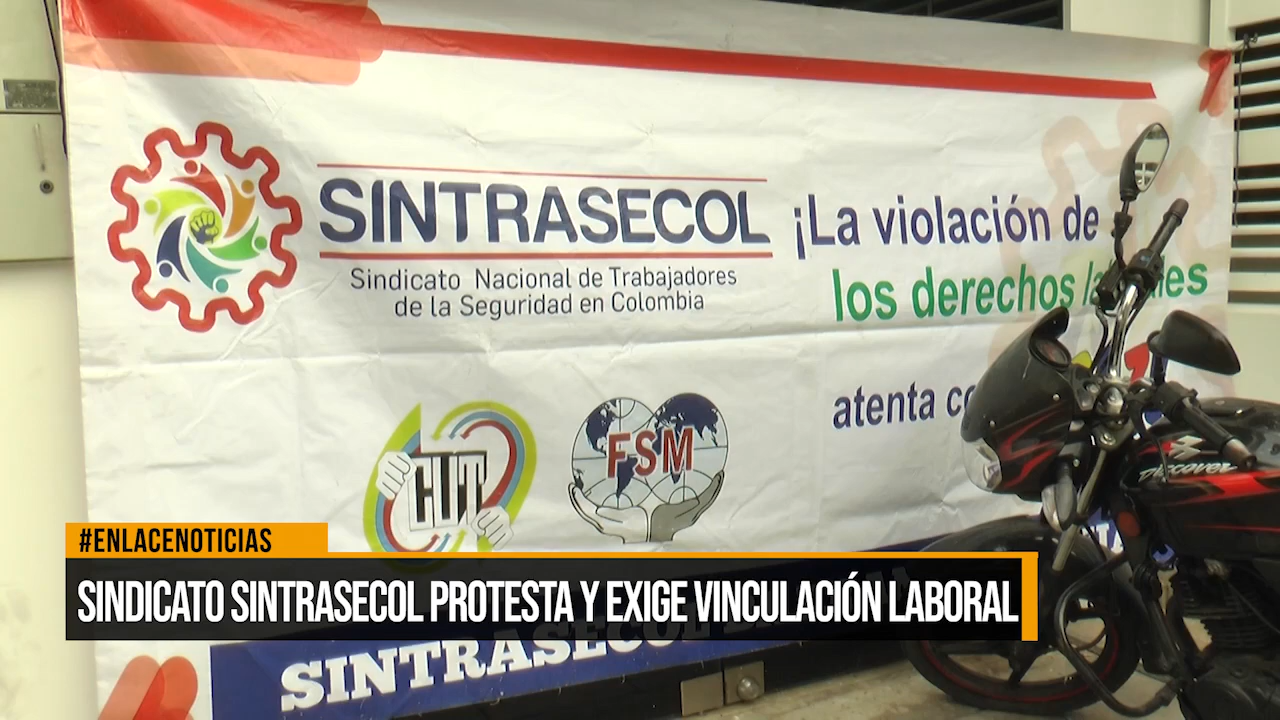 SINTRASECOL
Sindicato Nacional de Trabajadores
de la Seguridad en Colombia
¡La violación de
los derechos
atenta
CUT
FSM
Discover
#ENLACENOTICIAS
SINDICATO SINTRASECOL PROTESTA Y EXIGE VINCULACIÓN LABORAL
SINTRASECOL